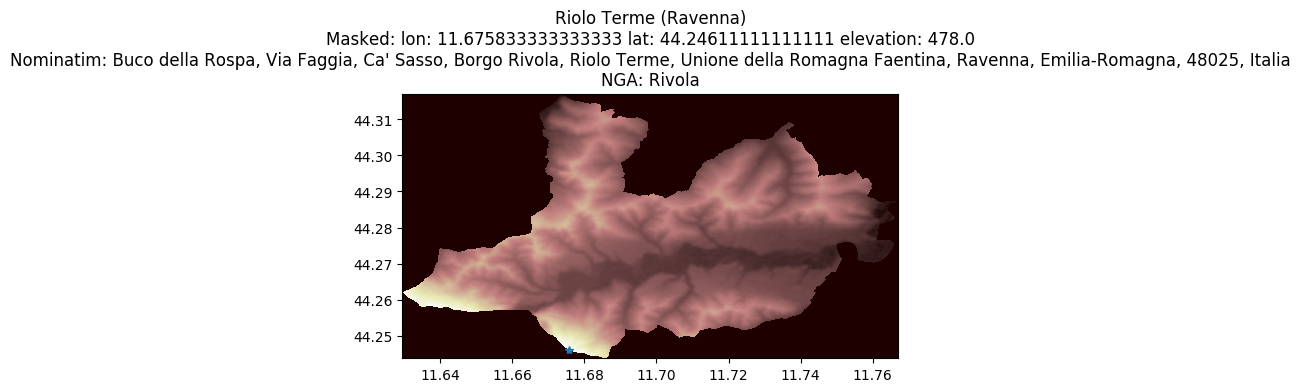 Riolo Terme (Ravenna)
Masked: lon: 11.675833333333333 lat: 44.24611111111111 elevation: 478.0
Nominatim: Buco della Rospa, Via Faggia, Ca' Sasso, Borgo Rivola, Riolo Terme, Unione della Romagna Faentina, Ravenna, Emilia-Romagna, 48025, Italia
NGA: Rivola
44.31
44.30
44.29
44.28
44.27
44.26
44.25
11.64 11.66 11.68 11.70 11.72 11.74 11.76